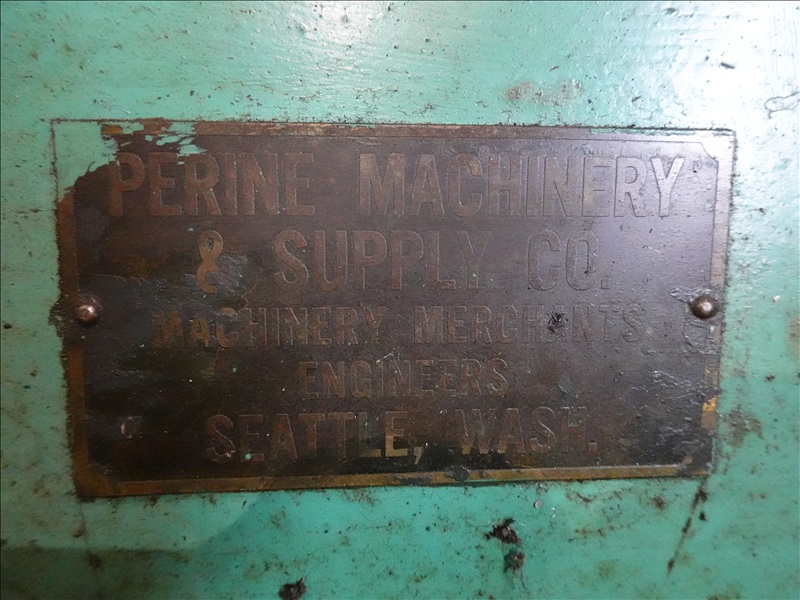 PERINE MACHINERY
& SUPPLY CO.
MACHINERY MERCHANTS
ENGINEERS
SEATTLE, WASH.